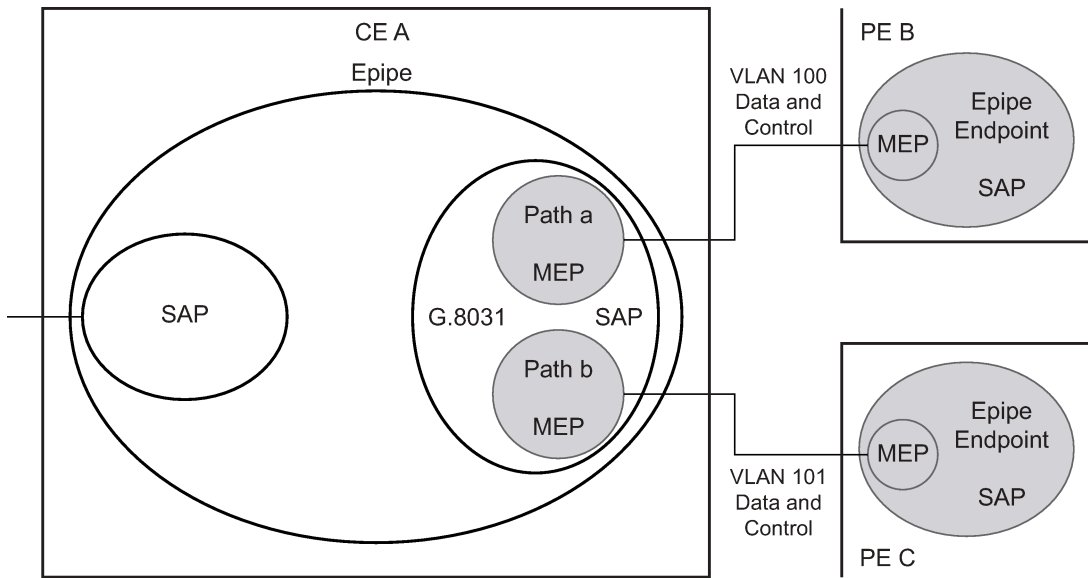 CE A
Epipe
SAP
G.8031
SAP
Path a
MEP
Path b
MEP
VLAN 100
Data and
Control
VLAN 101
Data and
Control
PE B
MEP
Epipe
Endpoint
SAP
MEP
Epipe
Endpoint
SAP
PE C